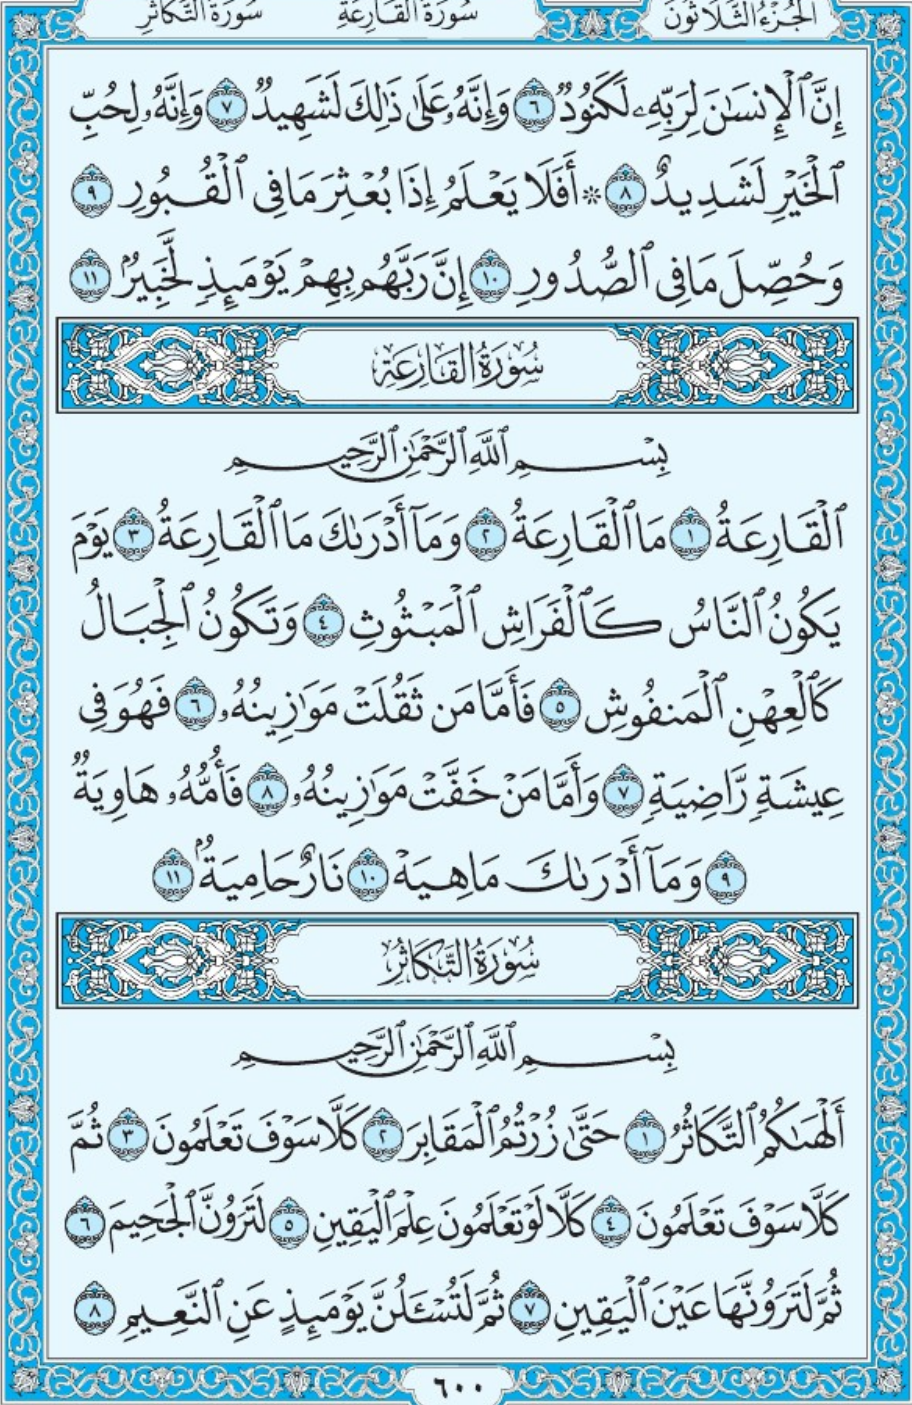 الجُزْءُ الثَّلَاثُونَ سُورَةُ القَارِعَةِ سُورَةُ التَّكَاثُرِ
إِنَّ ٱلْإِنسَٰنَ لِرَبِّهِۦ لَكَنُودٌ ٦ وَإِنَّهُۥ عَلَىٰ ذَٰلِكَ لَشَهِيدٌ ٧ وَإِنَّهُۥ لِحُبِّ
ٱلْخَيْرِ لَشَدِيدٌ ٨ ۞ أَفَلَا يَعْلَمُ إِذَا بُعْثِرَ مَا فِى ٱلْقُبُورِ ٩
وَحُصِّلَ مَا فِى ٱلصُّدُورِ ١٠ إِنَّ رَبَّهُم بِهِمْ يَوْمَئِذٍ لَّخَبِيرٌۢ ١١
سُورَةُ القَارِعَةِ
بِسْمِ ٱللَّهِ ٱلرَّحْمَٰنِ ٱلرَّحِيمِ
ٱلْقَارِعَةُ ١ مَا ٱلْقَارِعَةُ ٢ وَمَآ أَدْرَىٰكَ مَا ٱلْقَارِعَةُ ٣ يَوْمَ
يَكُونُ ٱلنَّاسُ كَٱلْفَرَاشِ ٱلْمَبْثُوثِ ٤ وَتَكُونُ ٱلْجِبَالُ
كَٱلْعِهْنِ ٱلْمَنفُوشِ ٥ فَأَمَّا مَن ثَقُلَتْ مَوَٰزِينُهُۥ ٦ فَهُوَ فِى
عِيشَةٍ رَّاضِيَةٍ ٧ وَأَمَّا مَنْ خَفَّتْ مَوَٰزِينُهُۥ ٨ فَأُمُّهُۥ هَاوِيَةٌ
٩ وَمَآ أَدْرَىٰكَ مَا هِيَهْ ١٠ نَارٌ حَامِيَةٌۢ ١١
سُورَةُ التَّكَاثُرِ
بِسْمِ ٱللَّهِ ٱلرَّحْمَٰنِ ٱلرَّحِيمِ
أَلْهَىٰكُمُ ٱلتَّكَاثُرُ ١ حَتَّىٰ زُرْتُمُ ٱلْمَقَابِرَ ٢ كَلَّا سَوْفَ تَعْلَمُونَ ٣ ثُمَّ
كَلَّا سَوْفَ تَعْلَمُونَ ٤ كَلَّا لَوْ تَعْلَمُونَ عِلْمَ ٱلْيَقِينِ ٥ لَتَرَوُنَّ ٱلْجَحِيمَ ٦
ثُمَّ لَتَرَوُنَّهَا عَيْنَ ٱلْيَقِينِ ٧ ثُمَّ لَتُسْـَٔلُنَّ يَوْمَئِذٍ عَنِ ٱلنَّعِيمِ ٨
٦٠٠